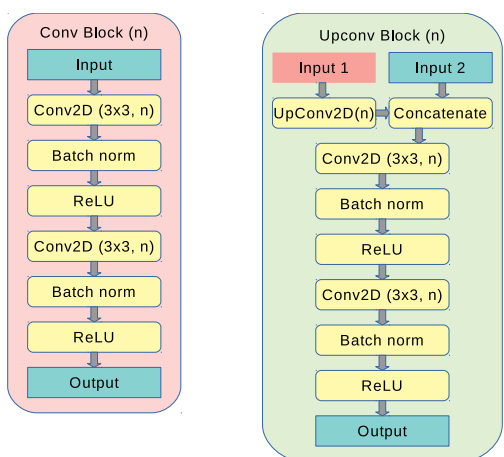 Conv Block (n)
Input
Conv2D (3x3, n)
Batch norm
ReLU
Conv2D (3x3, n)
Batch norm
ReLU
Output
Upconv Block (n)
Input 1
Input 2
UpConv2D(n)
Concatenate
Conv2D (3x3, n)
Batch norm
ReLU
Conv2D (3x3, n)
Batch norm
ReLU
Output